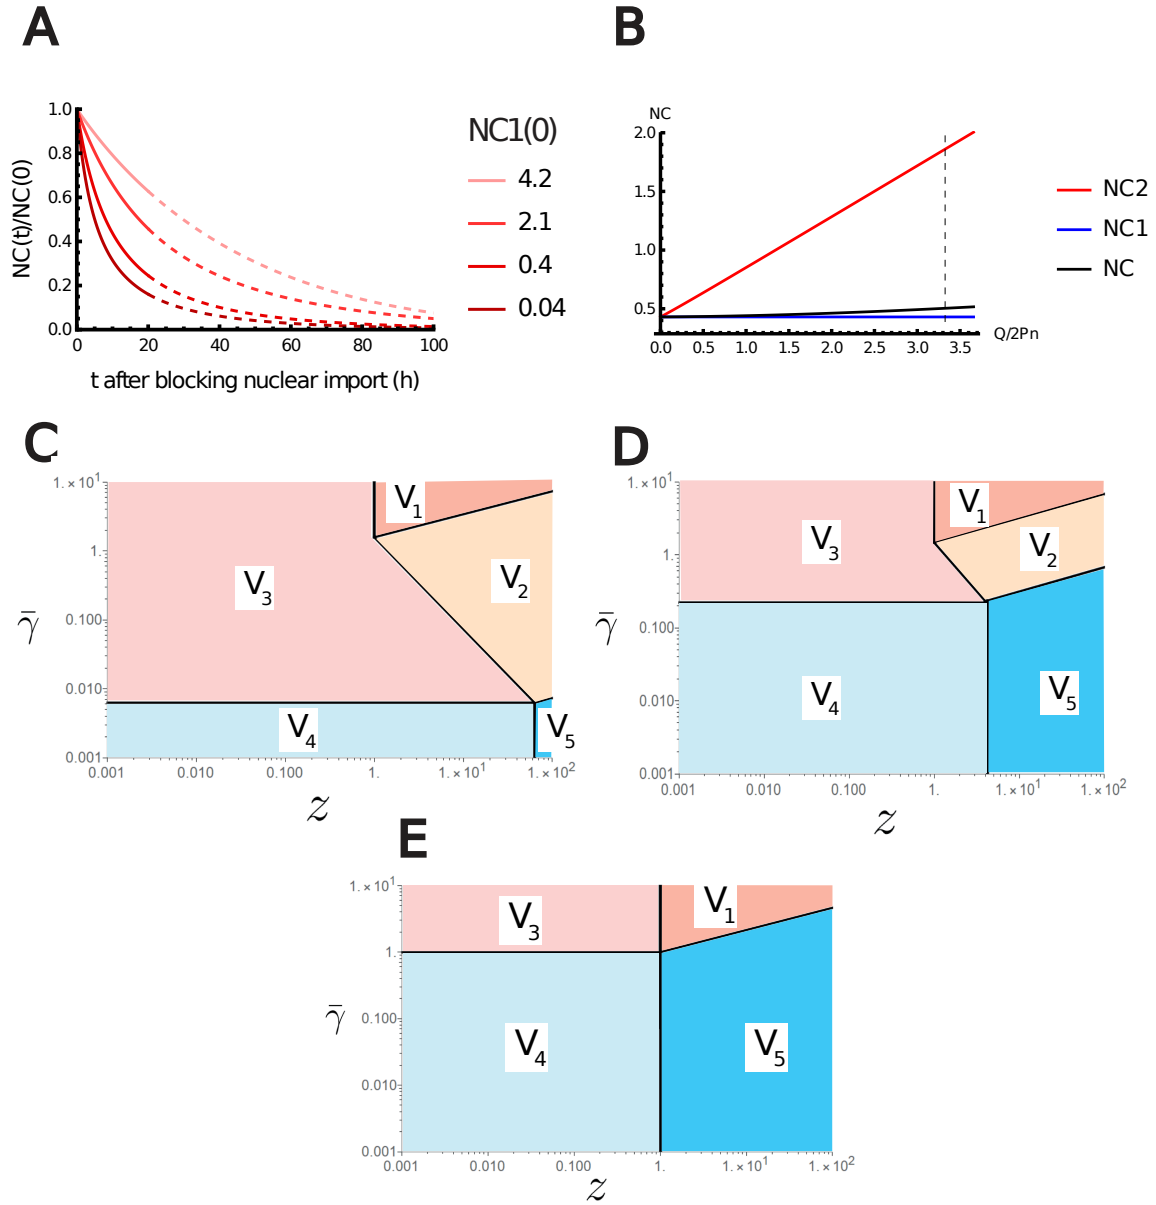 A
NC(t)/NC(0)
1.0
0.8
0.6
0.4
0.2
0.0
0
20
40
60
80
100
t after blocking nuclear import (h)
NC1(0)
4.2
2.1
0.4
0.04
B
NC
2.0
1.5
1.0
0.5
0.0
0.5
1.0
1.5
2.0
2.5
3.0
3.5
Q/2Pn
NC2
NC1
NC
C
γ̄
1.×10¹
1.
0.100
0.010
0.001
V₁
V₂
V₃
V₄
V₅
0.001
0.010
0.100
1.
1.×10¹
1.×10²
z
D
γ̄
1.×10¹
1.
0.100
0.010
0.001
V₁
V₂
V₃
V₄
V₅
0.001
0.010
0.100
1.
1.×10¹
1.×10²
z
E
γ̄
1.×10¹
1.
0.100
0.010
0.001
V₃
V₁
V₄
V₅
0.001
0.010
0.100
1.
1.×10¹
1.×10²
z